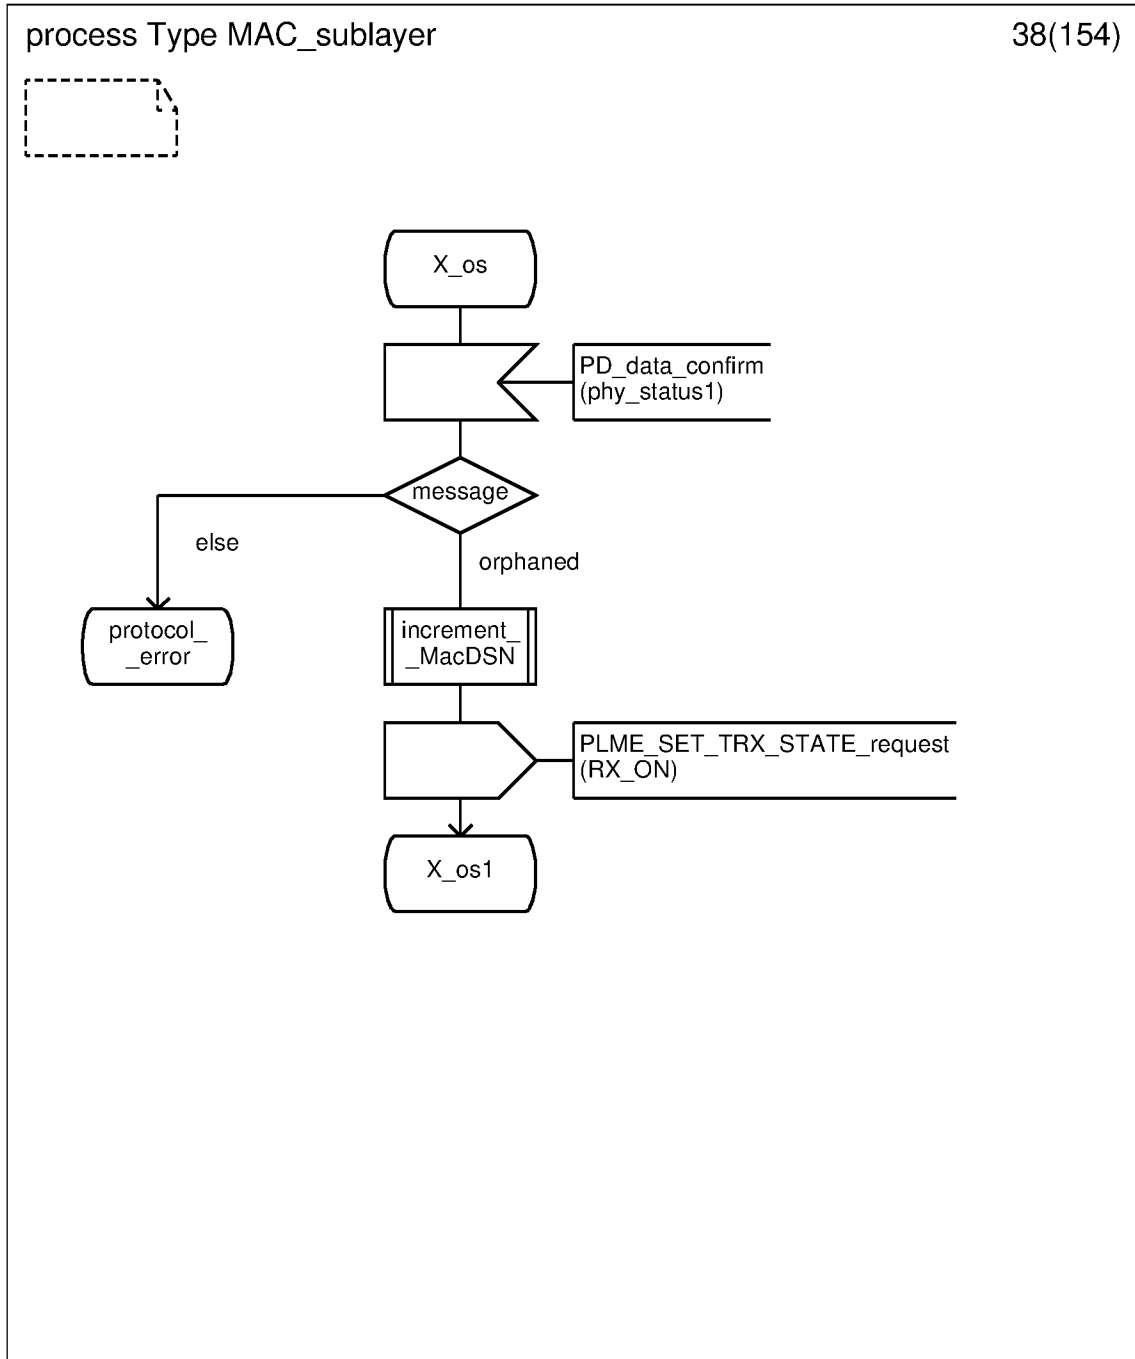 process Type MAC_sublayer
38(154)
X_os
PD_data_confirm
(phy_status1)
message
else
orphaned
protocol_
_error
increment_
_MacDSN
PLME_SET_TRX_STATE_request
(RX_ON)
X_os1